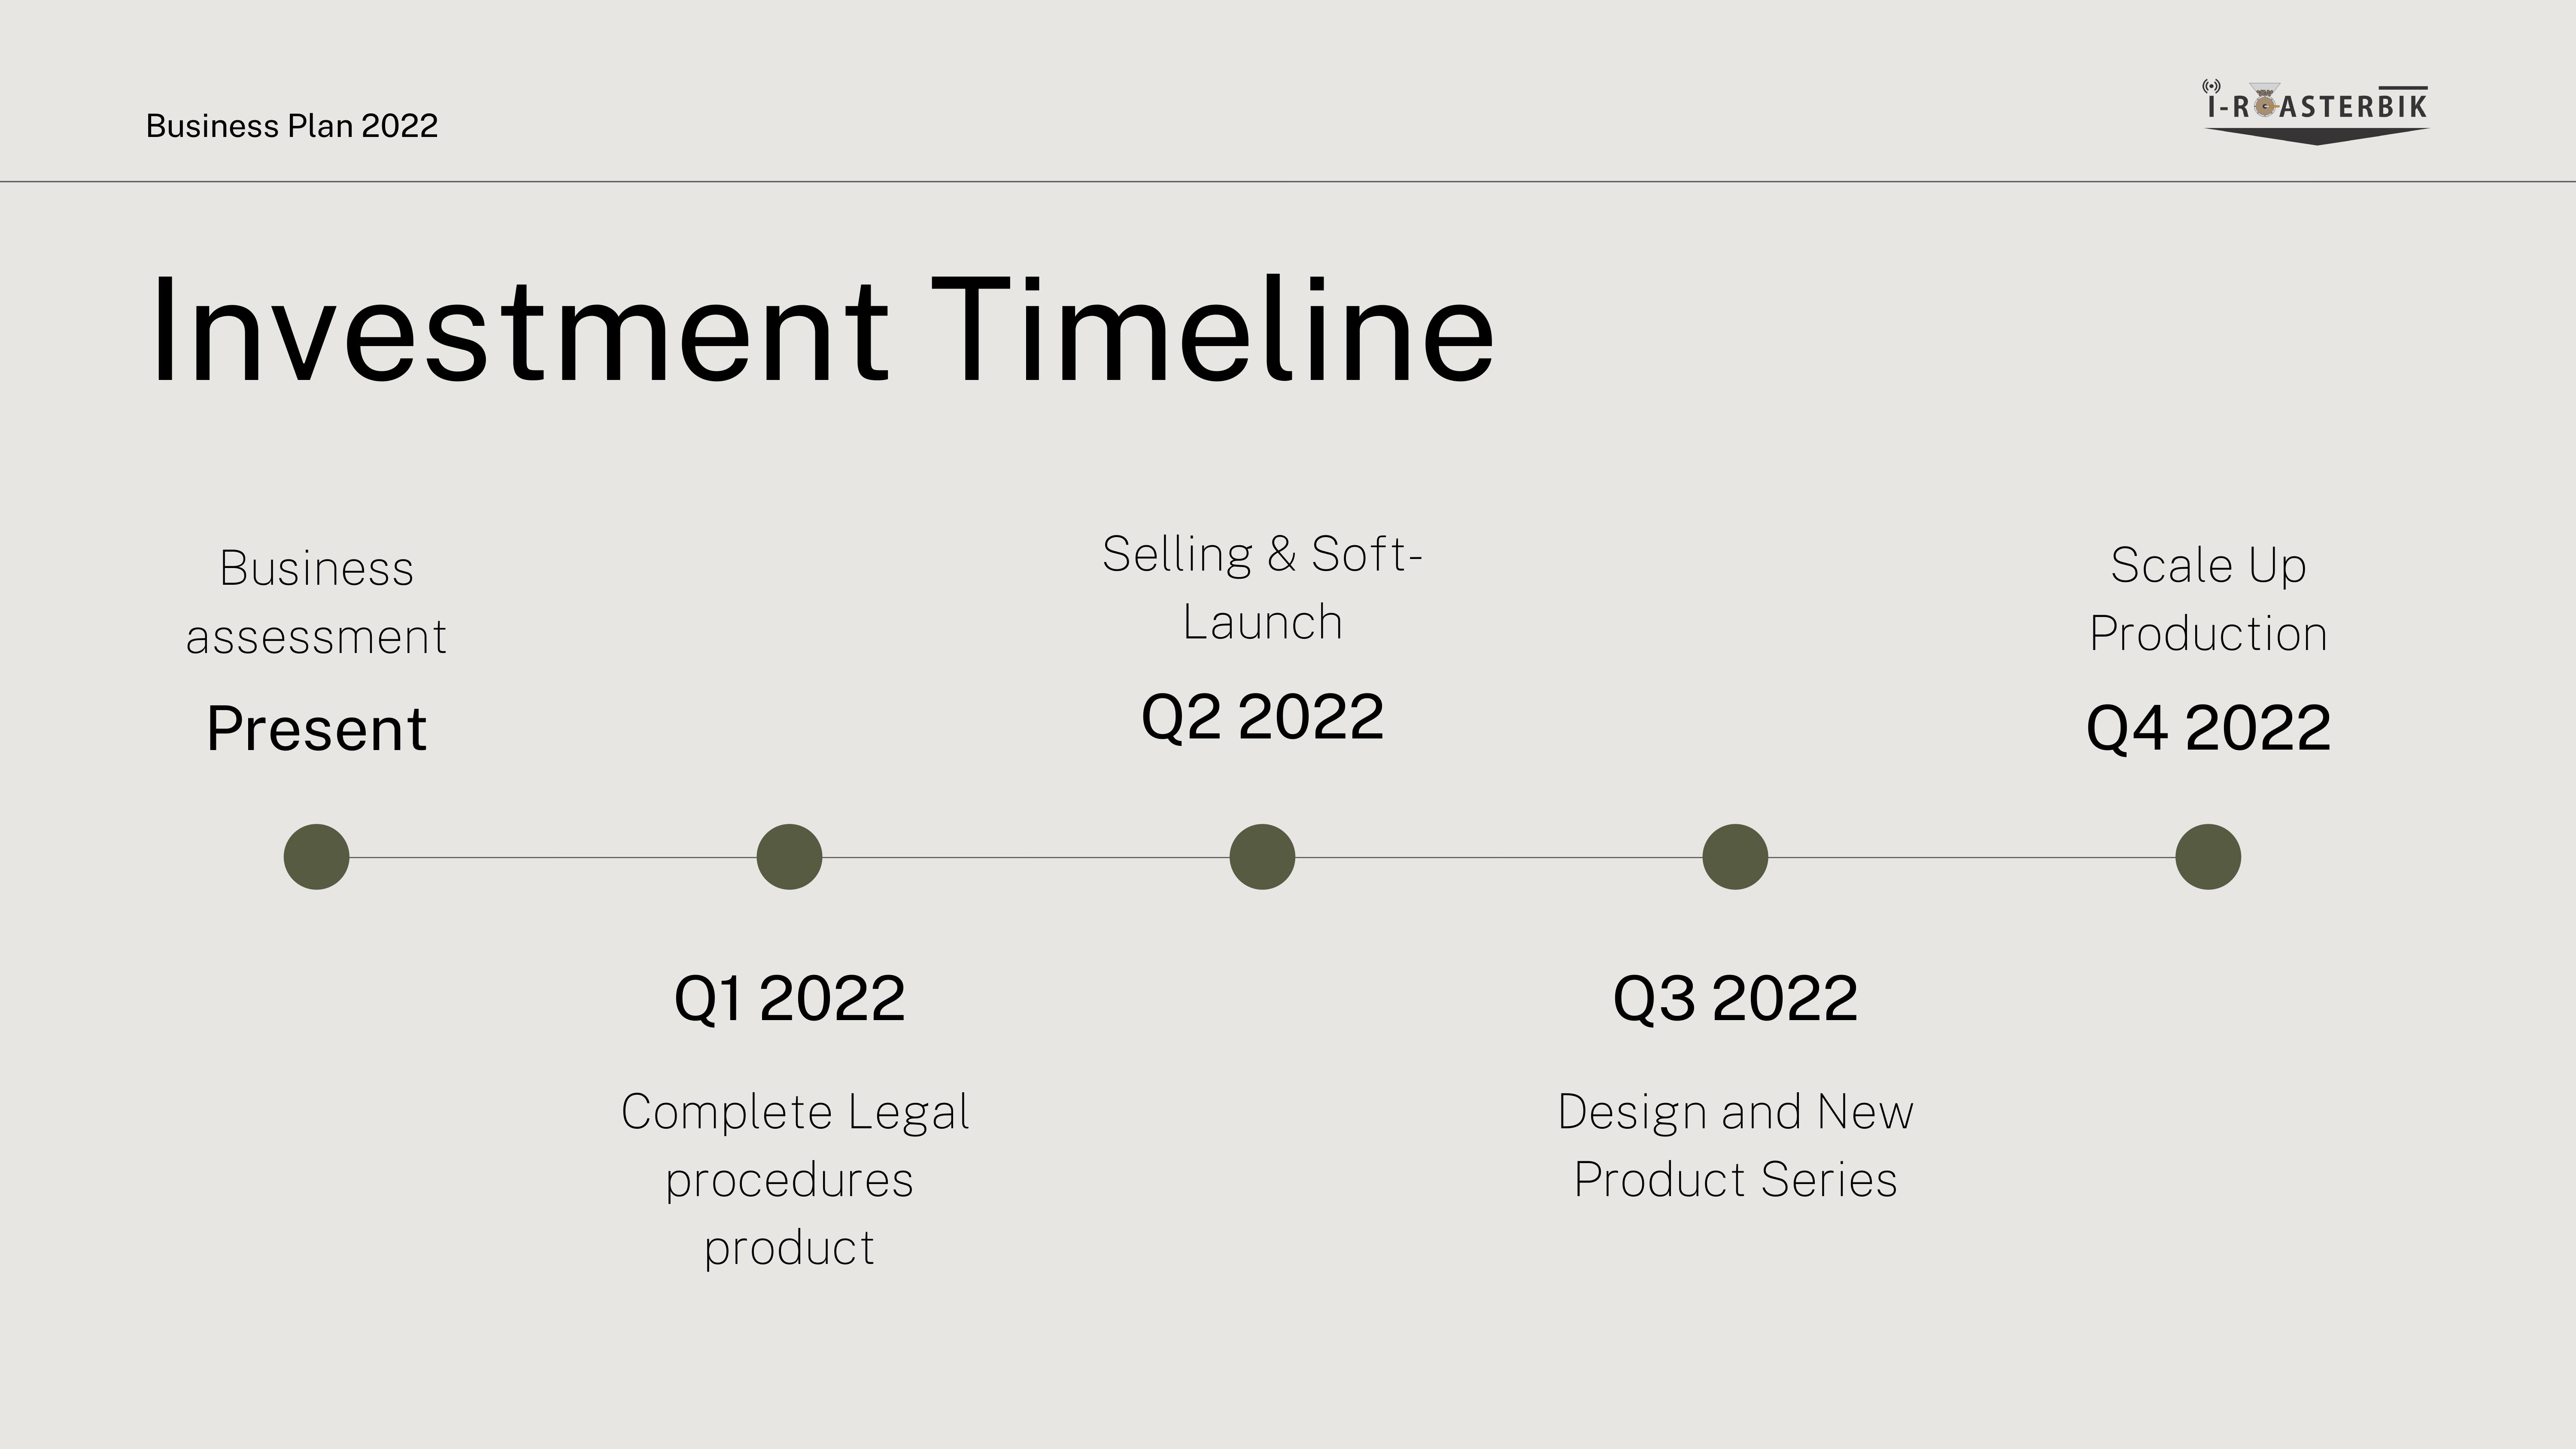 Business Plan 2022
I-ROASTERBIK
Investment Timeline
Business
assessment
Present
Q1 2022
Complete Legal
procedures
product
Selling & Soft-
Launch
Q2 2022
Q3 2022
Design and New
Product Series
Scale Up
Production
Q4 2022